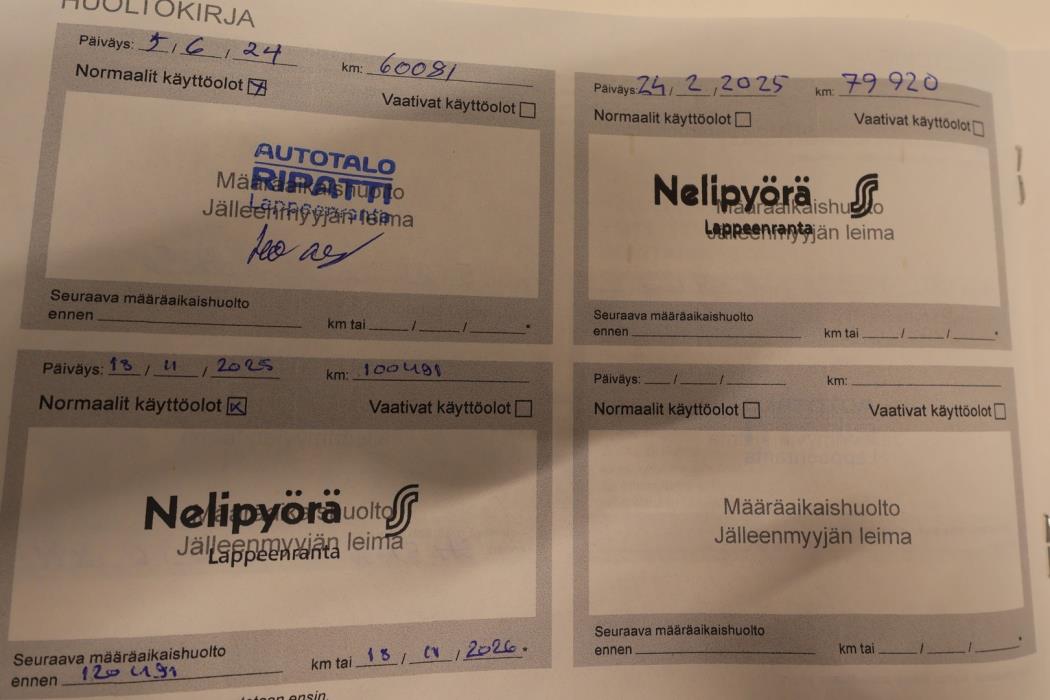 HUOLTOKIRJA
Päiväys: 5 / 6 / 24 km: 60081
Normaalit käyttöolot ☒ Vaativat käyttöolot ☐
AUTOTALO
RIPATTI
Lappeenranta
Määräaikaishuolto
Jälleenmyyjän leima
Seuraava määräaikaishuolto
ennen km tai / /
Päiväys: 24 / 2 / 2025 km: 79 920
Normaalit käyttöolot ☐ Vaativat käyttöolot ☐
Nelipyörä
Lappeenranta
Määräaikaishuolto
Jälleenmyyjän leima
Seuraava määräaikaishuolto
ennen km tai / /
Päiväys: 18 / 11 / 2025 km: 100491
Normaalit käyttöolot ☒ Vaativat käyttöolot ☐
Nelipyörä
Lappeenranta
Määräaikaishuolto
Jälleenmyyjän leima
Seuraava määräaikaishuolto
ennen 120 491 km tai 18 / 11 / 2026
Päiväys: / / km:
Normaalit käyttöolot ☐ Vaativat käyttöolot ☐
Määräaikaishuolto
Jälleenmyyjän leima
Seuraava määräaikaishuolto
ennen km tai / /
ensin.